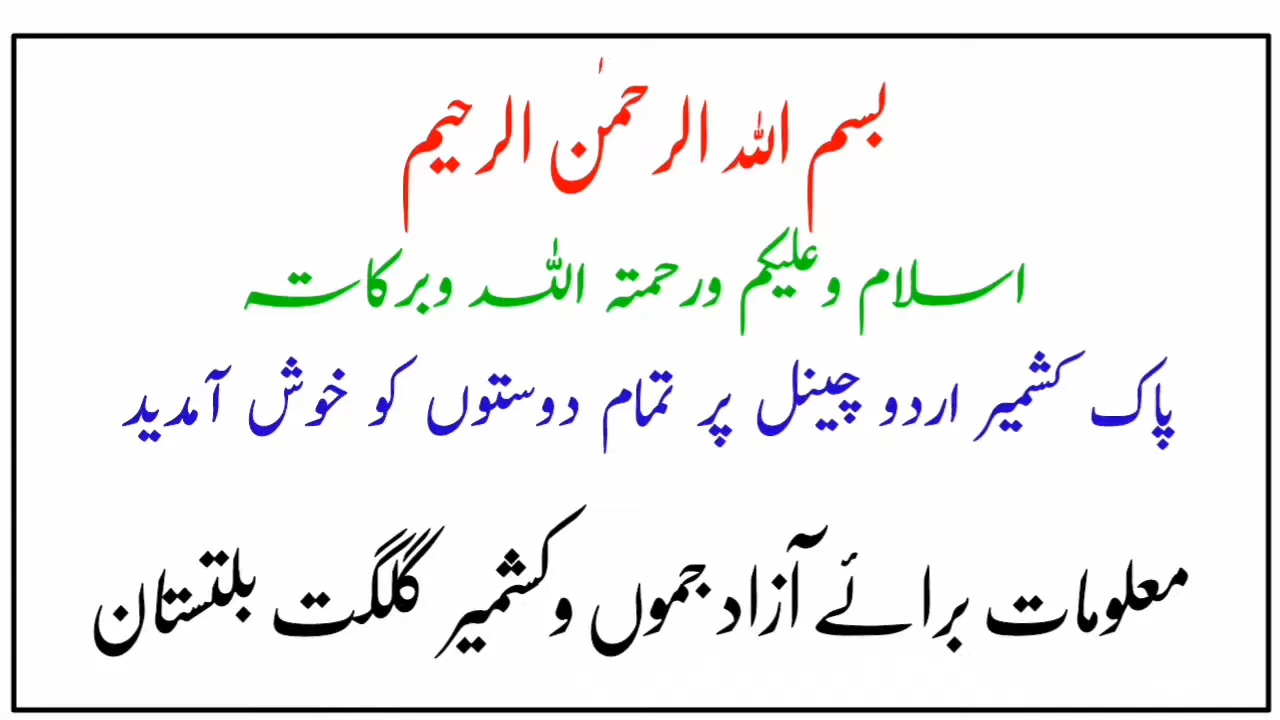 بسم اللہ الرحمٰن الرحیم
اسلام وعلیکم ورحمتہ اللہ وبرکاتہ
پاک کشمیر اردو چینل پر تمام دوستوں کو خوش آمدید
معلومات برائے آزاد جموں وکشمیر گلگت بلتستان